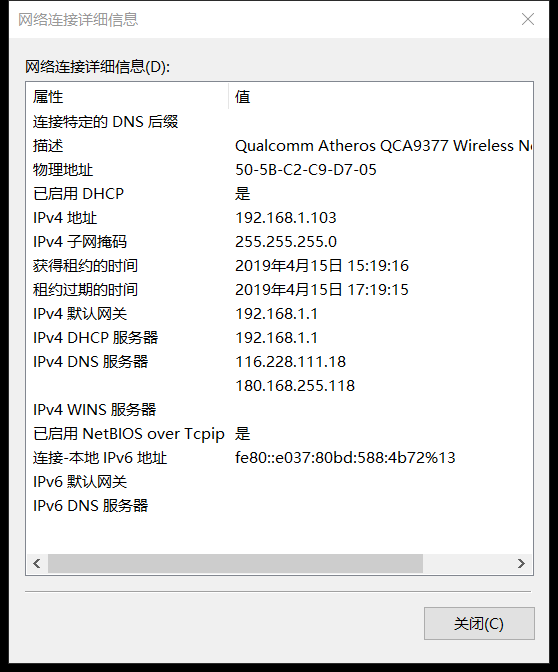 网络连接详细信息
网络连接详细信息(D):
属性 值
连接特定的 DNS 后缀
描述 Qualcomm Atheros QCA9377 Wireless
物理地址 50-5B-C2-C9-D7-05
已启用 DHCP 是
IPv4 地址 192.168.1.103
IPv4 子网掩码 255.255.255.0
获得租约的时间 2019年4月15日 15:19:16
租约过期的时间 2019年4月15日 17:19:15
IPv4 默认网关 192.168.1.1
IPv4 DHCP 服务器 192.168.1.1
IPv4 DNS 服务器 116.228.111.18
180.168.255.118
IPv4 WINS 服务器
已启用 NetBIOS over Tcpip 是
连接-本地 IPv6 地址 fe80::e037:80bd:588:4b72%13
IPv6 默认网关
IPv6 DNS 服务器
关闭(C)